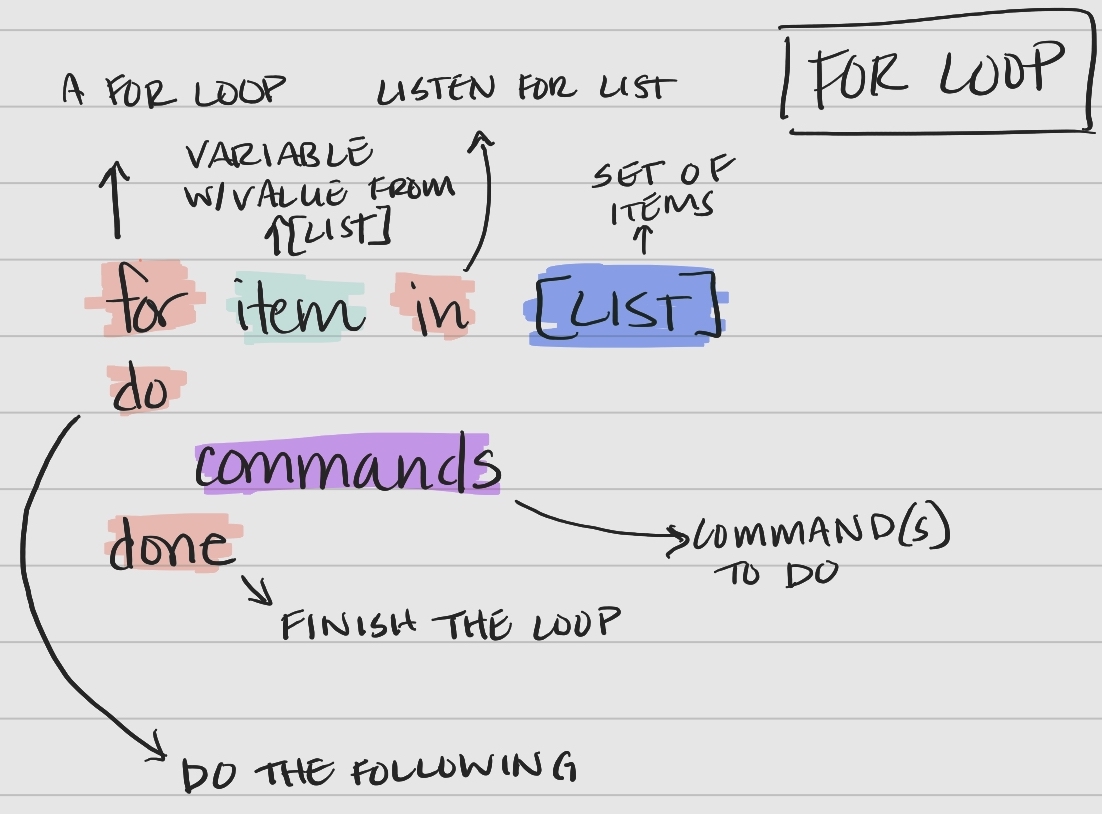 FOR LOOP
A FOR LOOP
LISTEN FOR LIST
VARIABLE
W/VALUE FROM
[LIST]
SET OF
ITEMS
for item in [LIST]
do
commands
done
COMMAND(S)
TO DO
FINISH THE LOOP
DO THE FOLLOWING